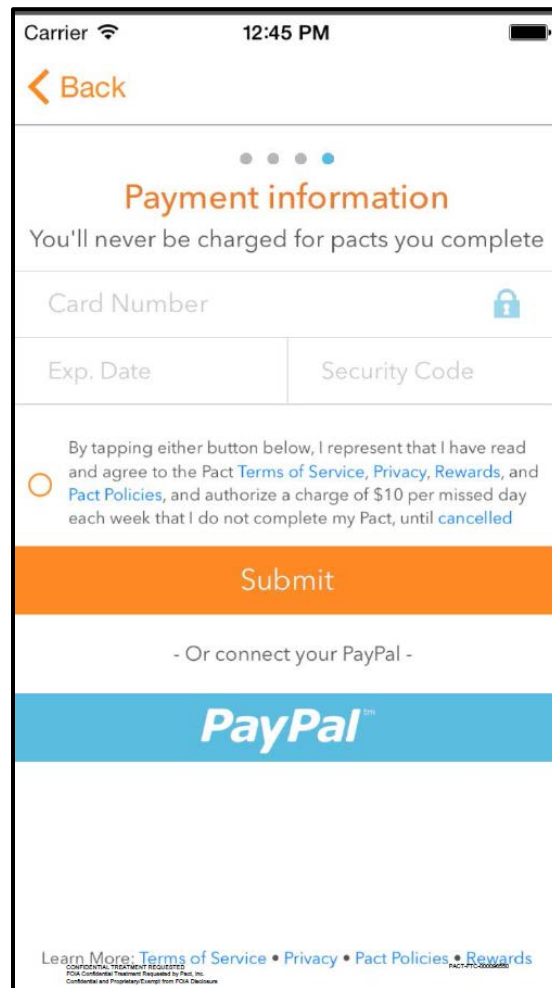 Carrier 12:45 PM
Back
Payment information
You'll never be charged for pacts you complete
Card Number
Exp. Date Security Code
By tapping either button below, I represent that I have read
and agree to the Pact Terms of Service, Privacy, Rewards, and
Pact Policies, and authorize a charge of $10 per missed day
each week that I do not complete my Pact, until cancelled
Submit
- Or connect your PayPal -
PayPal
Learn More: Terms of Service • Privacy • Pact Policies • Rewards
CONFIDENTIAL TREATMENT REQUESTED
FOIA Confidential Treatment Requested by Pact, Inc.
Confidential and Proprietary/Exempt from FOIA Disclosure